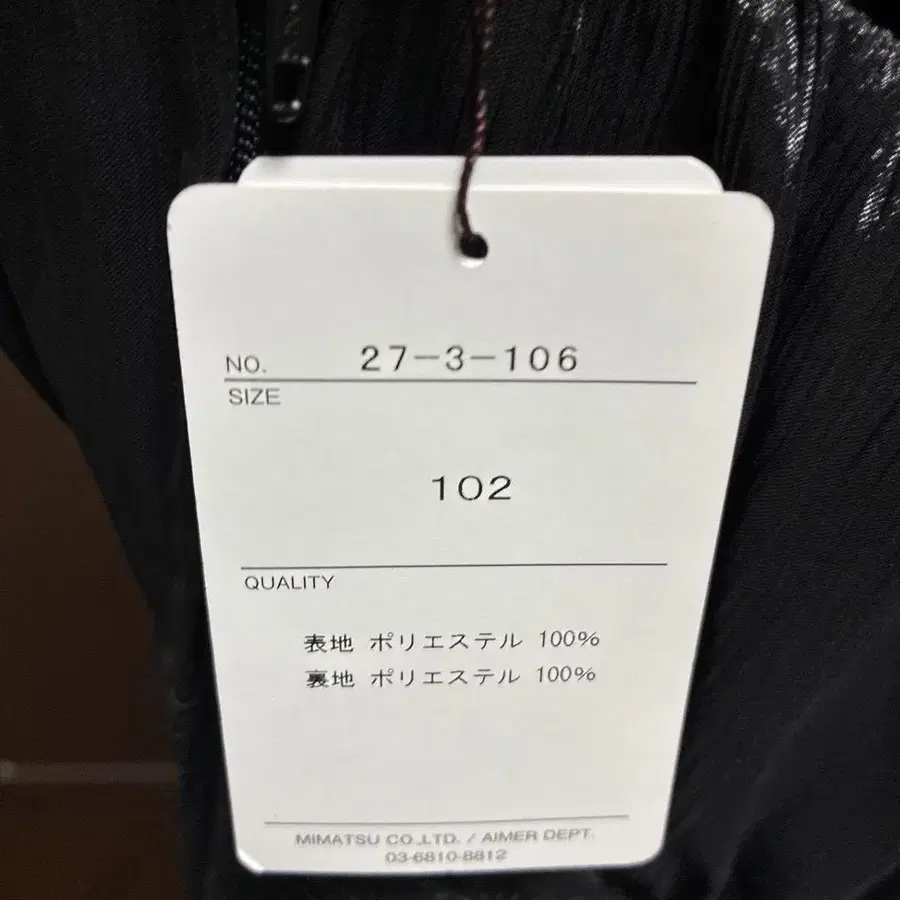 NO. 27-3-106
SIZE
102
QUALITY
表地 ポリエステル 100%
裏地 ポリエステル 100%
MIMATSU CO.,LTD. / AIMER DEPT.
03-6810-8812